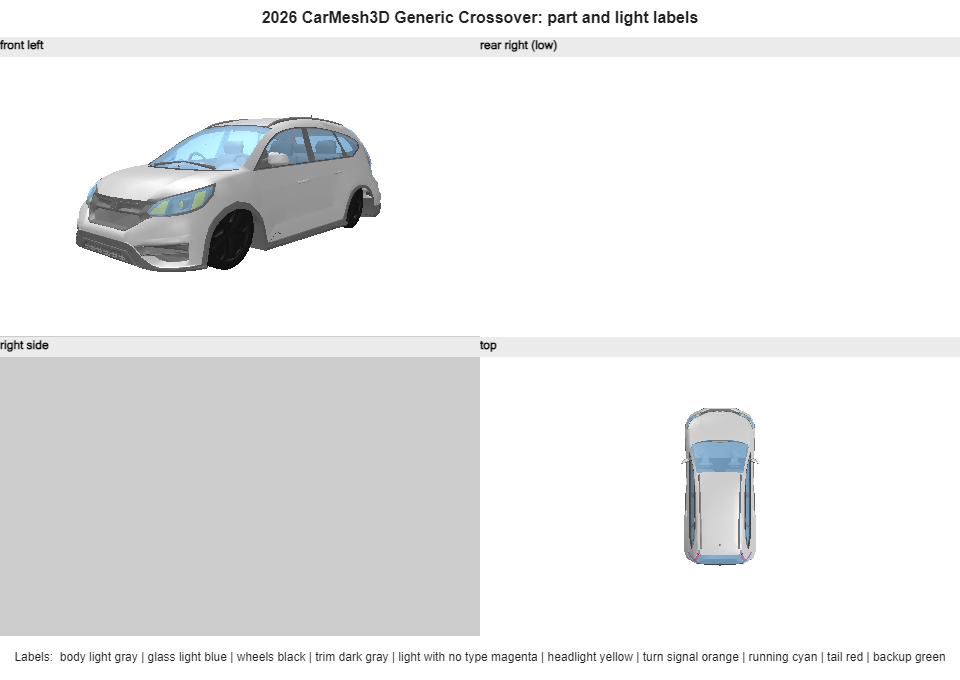 2026 CarMesh3D Generic Crossover: part and light labels
front left
rear right (low)
right side
top
Labels: body light gray | glass light blue | wheels black | trim dark gray | light with no type magenta | headlight yellow | turn signal orange | running cyan | tail red | backup green